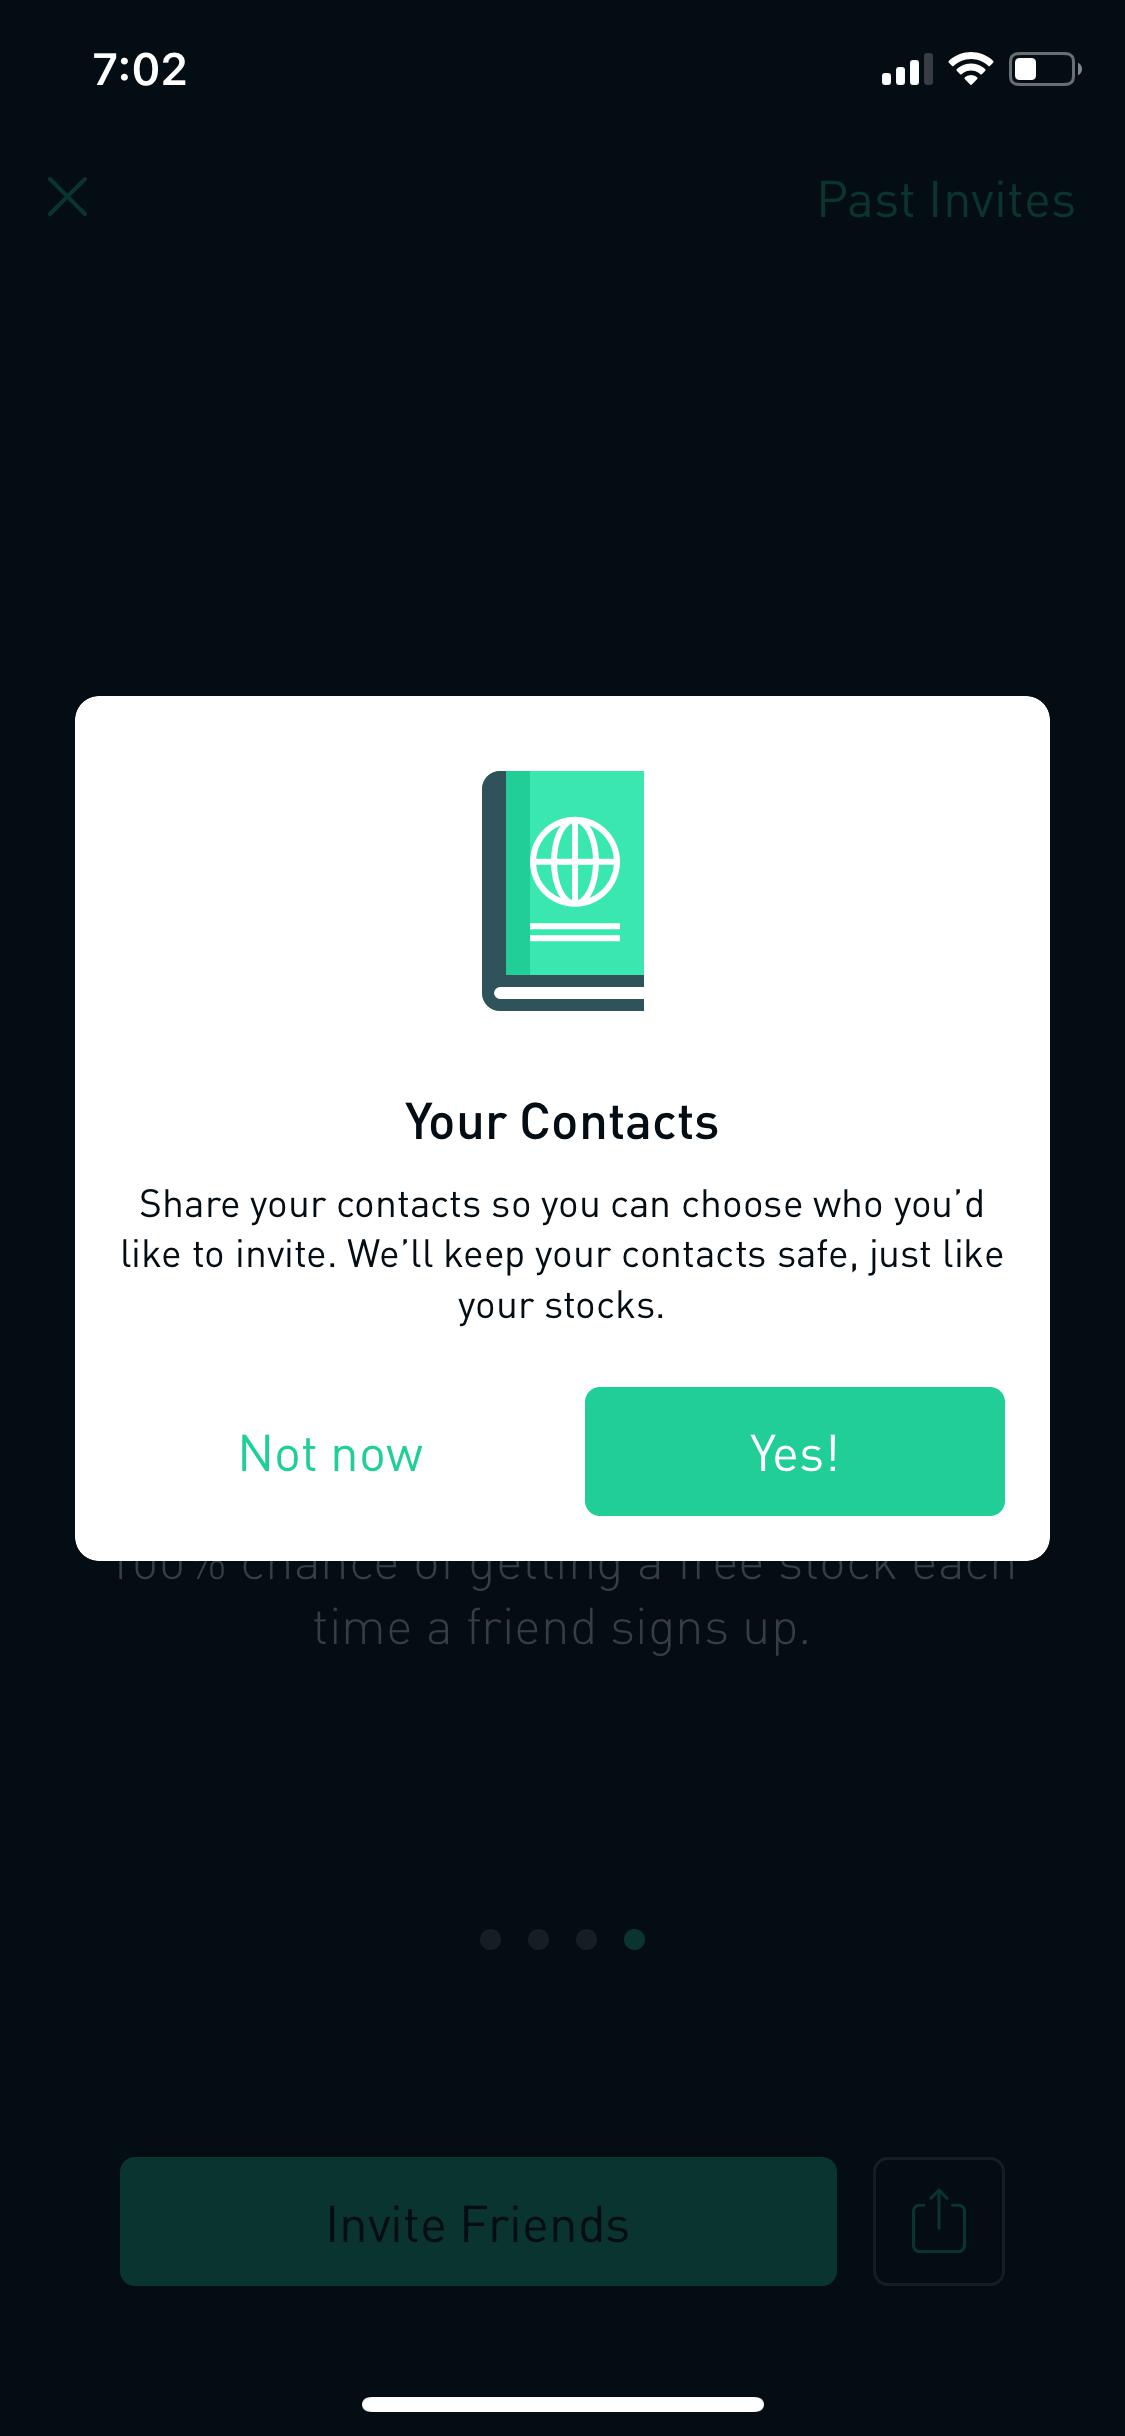 7:02
Past Invites
Your Contacts
Share your contacts so you can choose who you’d
like to invite. We’ll keep your contacts safe, just like
your stocks.
Not now
Yes!
100% chance of getting a free stock each
time a friend signs up.
Invite Friends